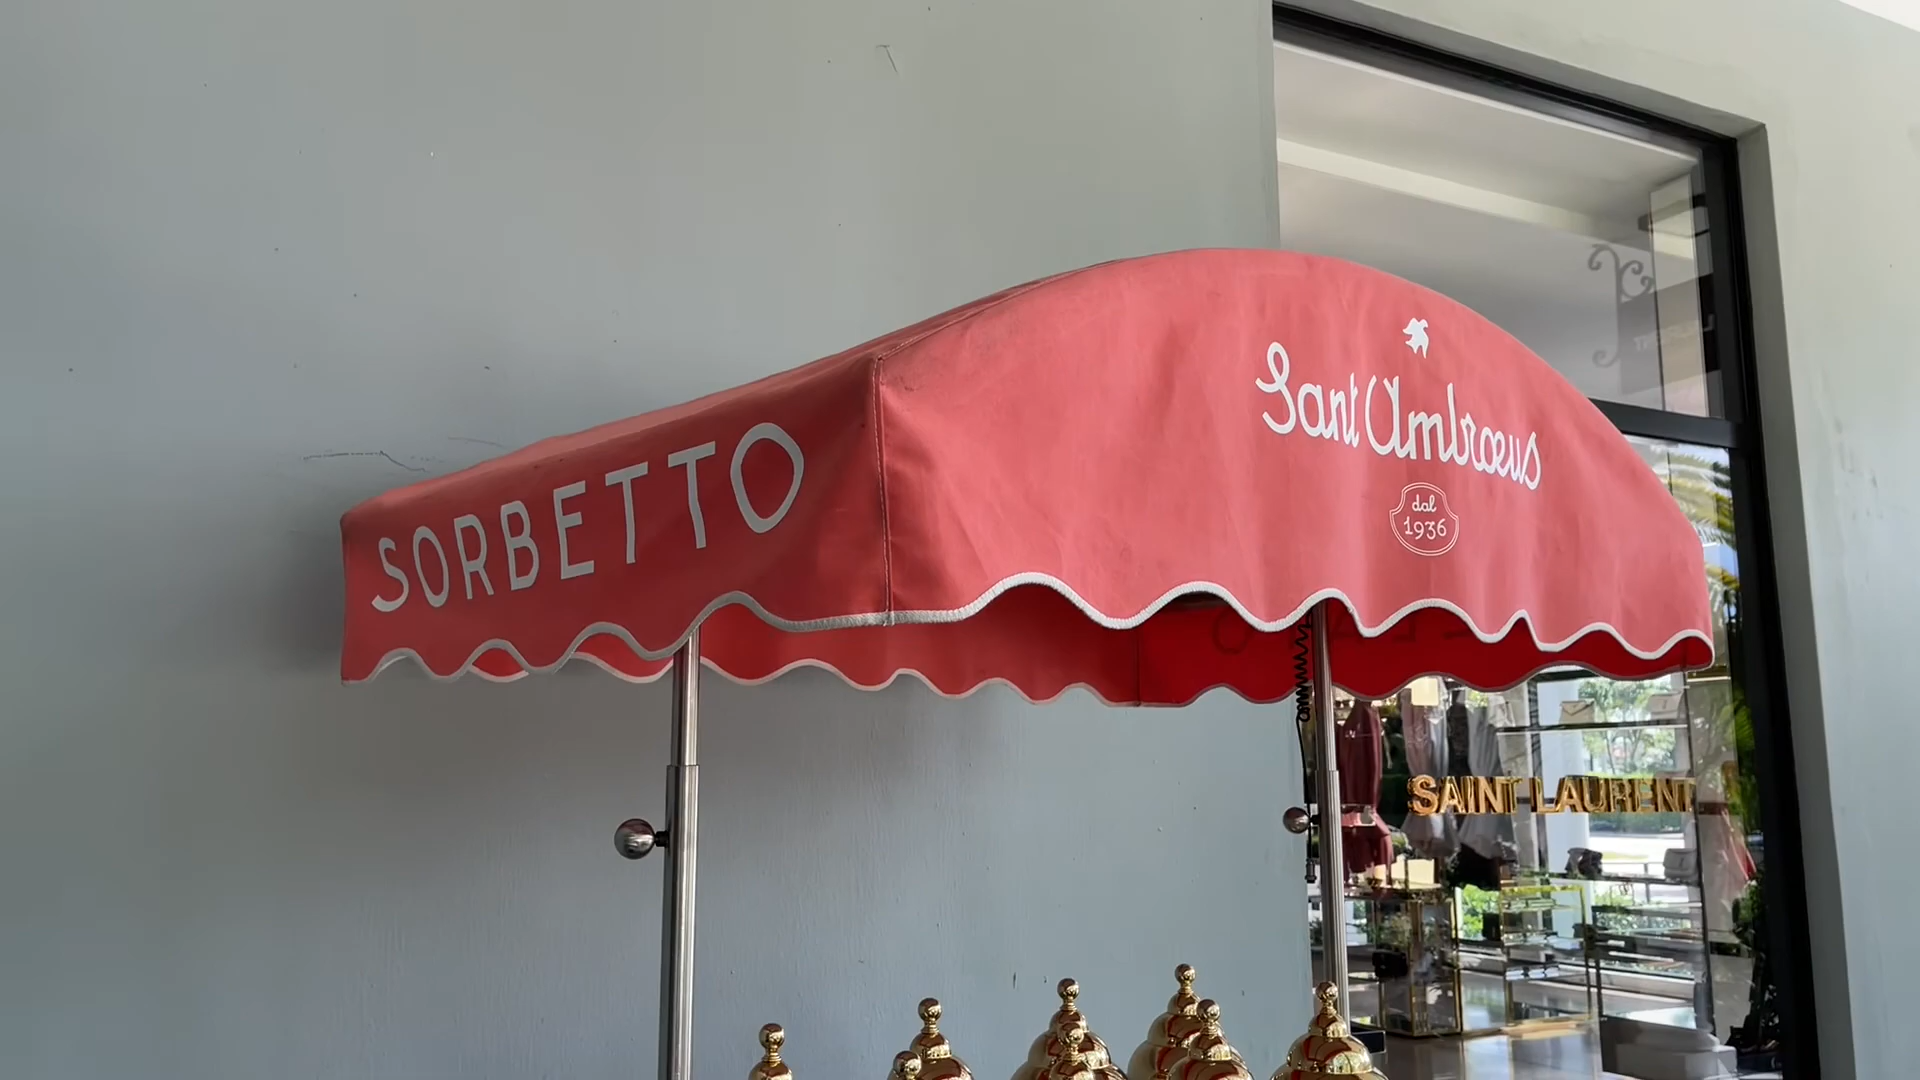 SORBETTO
Sant Ambroeus
dal
1936
SAINT LAURENT